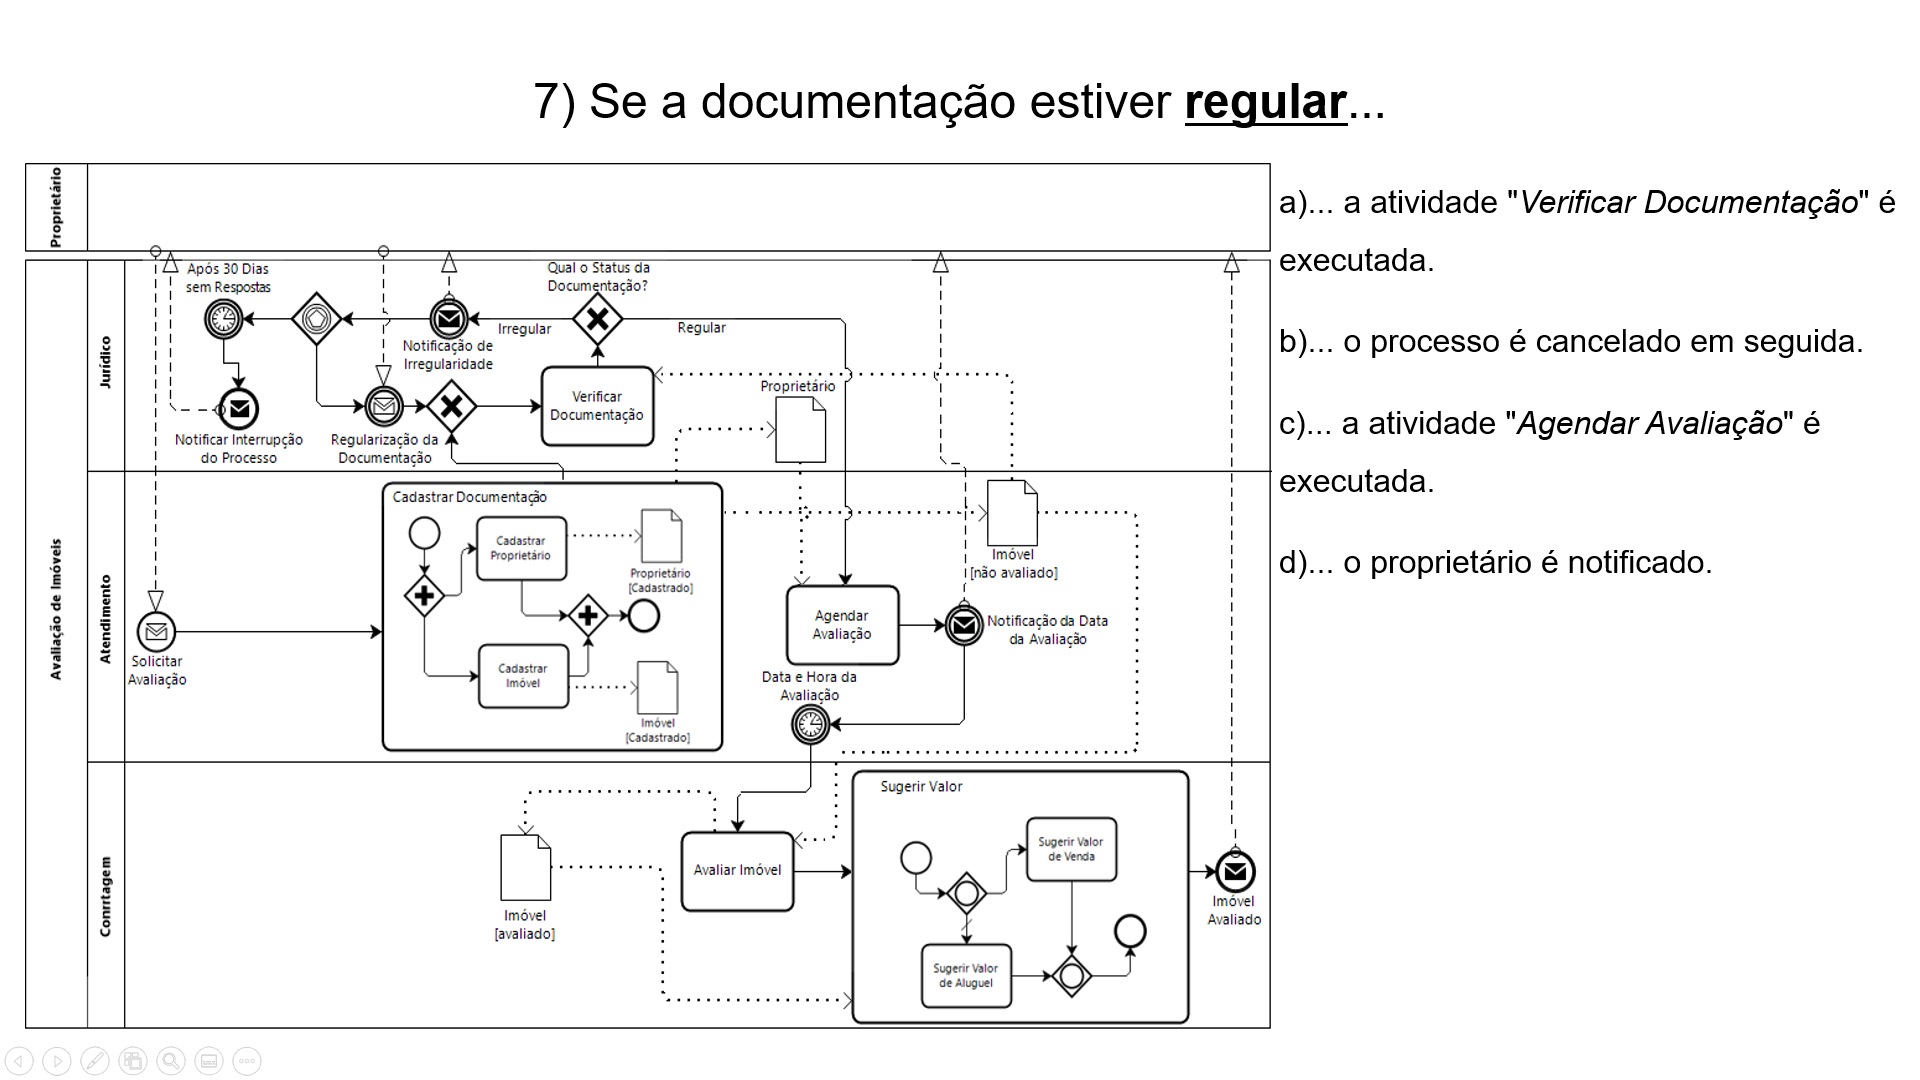 7) Se a documentação estiver regular...
Proprietário
Avaliação de Imóveis
Jurídico
Após 30 Dias
sem Respostas
Qual o Status da
Documentação?
Irregular
Regular
Notificação de
Irregularidade
Verificar
Documentação
Proprietário
Notificar Interrupção
do Processo
Regularização da
Documentação
Atendimento
Cadastrar Documentação
Cadastrar
Proprietário
Proprietário
[Cadastrado]
Cadastrar
Imóvel
Imóvel
[Cadastrado]
Solicitar
Avaliação
Imóvel
[não avaliado]
Agendar
Avaliação
Notificação da Data
da Avaliação
Data e Hora da
Avaliação
Conrrtagem
Avaliar Imóvel
Imóvel
[avaliado]
Sugerir Valor
Sugerir Valor
de Venda
Sugerir Valor
de Aluguel
Imóvel
Avaliado
a)... a atividade "Verificar Documentação" é
executada.
b)... o processo é cancelado em seguida.
c)... a atividade "Agendar Avaliação" é
executada.
d)... o proprietário é notificado.